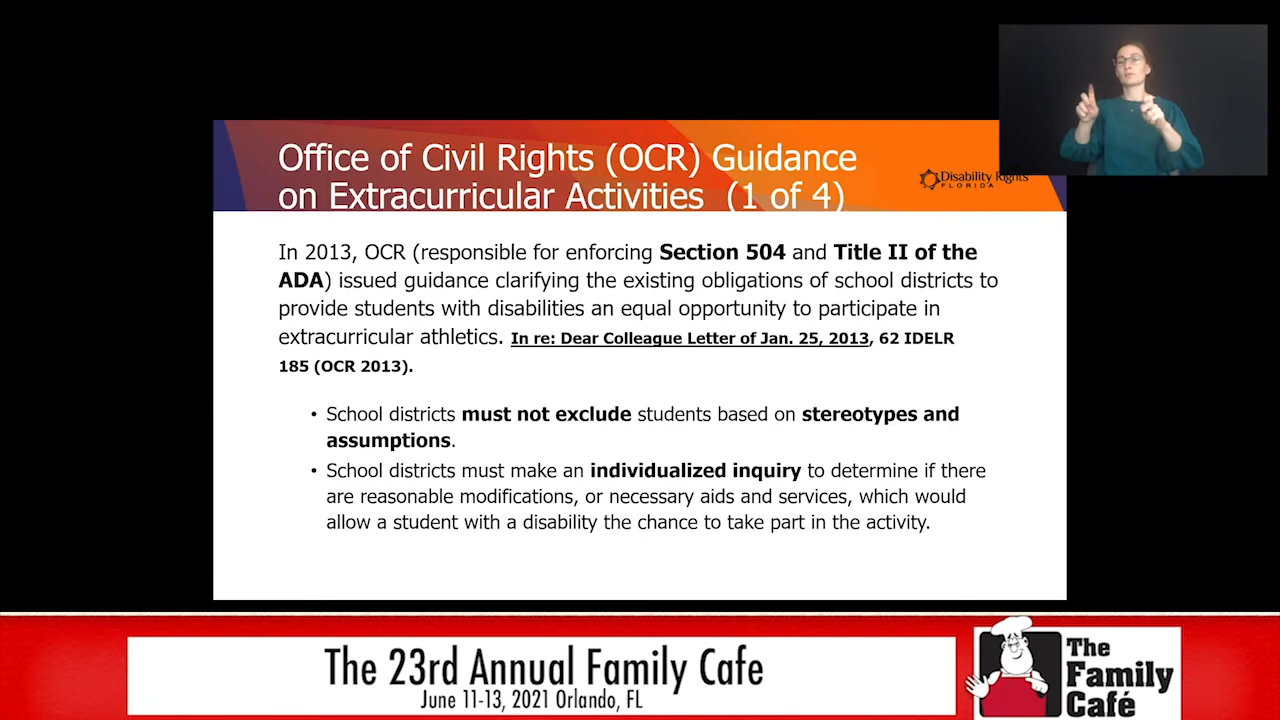 Office of Civil Rights (OCR) Guidance
on Extracurricular Activities (1 of 4)
Disability Rights
FLORIDA
In 2013, OCR (responsible for enforcing Section 504 and Title II of the
ADA) issued guidance clarifying the existing obligations of school districts to
provide students with disabilities an equal opportunity to participate in
extracurricular athletics. In re: Dear Colleague Letter of Jan. 25, 2013, 62 IDELR
185 (OCR 2013).
• School districts must not exclude students based on stereotypes and
assumptions.
• School districts must make an individualized inquiry to determine if there
are reasonable modifications, or necessary aids and services, which would
allow a student with a disability the chance to take part in the activity.
The 23rd Annual Family Cafe
June 11-13, 2021 Orlando, FL
The
Family
Café